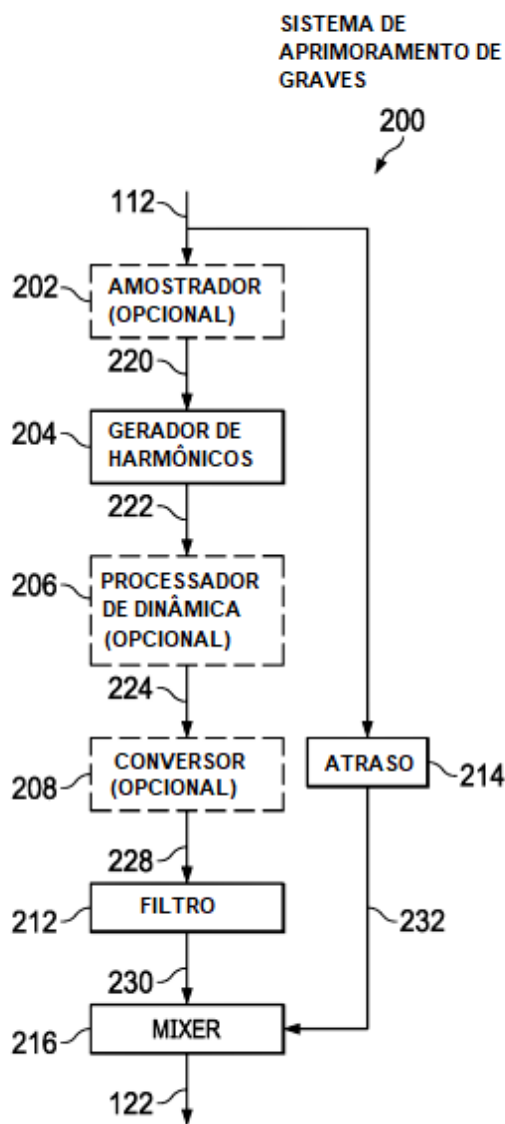 SISTEMA DE
APRIMORAMENTO DE
GRAVES
200
112
202
AMOSTRADOR
(OPCIONAL)
220
204
GERADOR DE
HARMÔNICOS
222
206
PROCESSADOR
DE DINÂMICA
(OPCIONAL)
224
208
CONVERSOR
(OPCIONAL)
ATRASO
214
228
212
FILTRO
232
230
216
MIXER
122